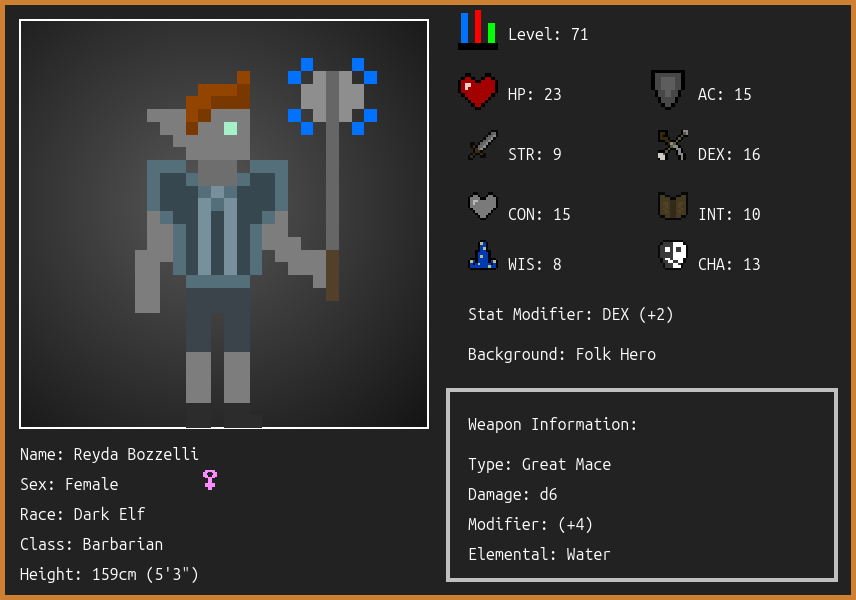 Level: 71
HP: 23
AC: 15
STR: 9
DEX: 16
CON: 15
INT: 10
WIS: 8
CHA: 13
Stat Modifier: DEX (+2)
Background: Folk Hero
Weapon Information:
Type: Great Mace
Damage: d6
Modifier: (+4)
Elemental: Water
Name: Reyda Bozzelli
Sex: Female
Race: Dark Elf
Class: Barbarian
Height: 159cm (5'3")